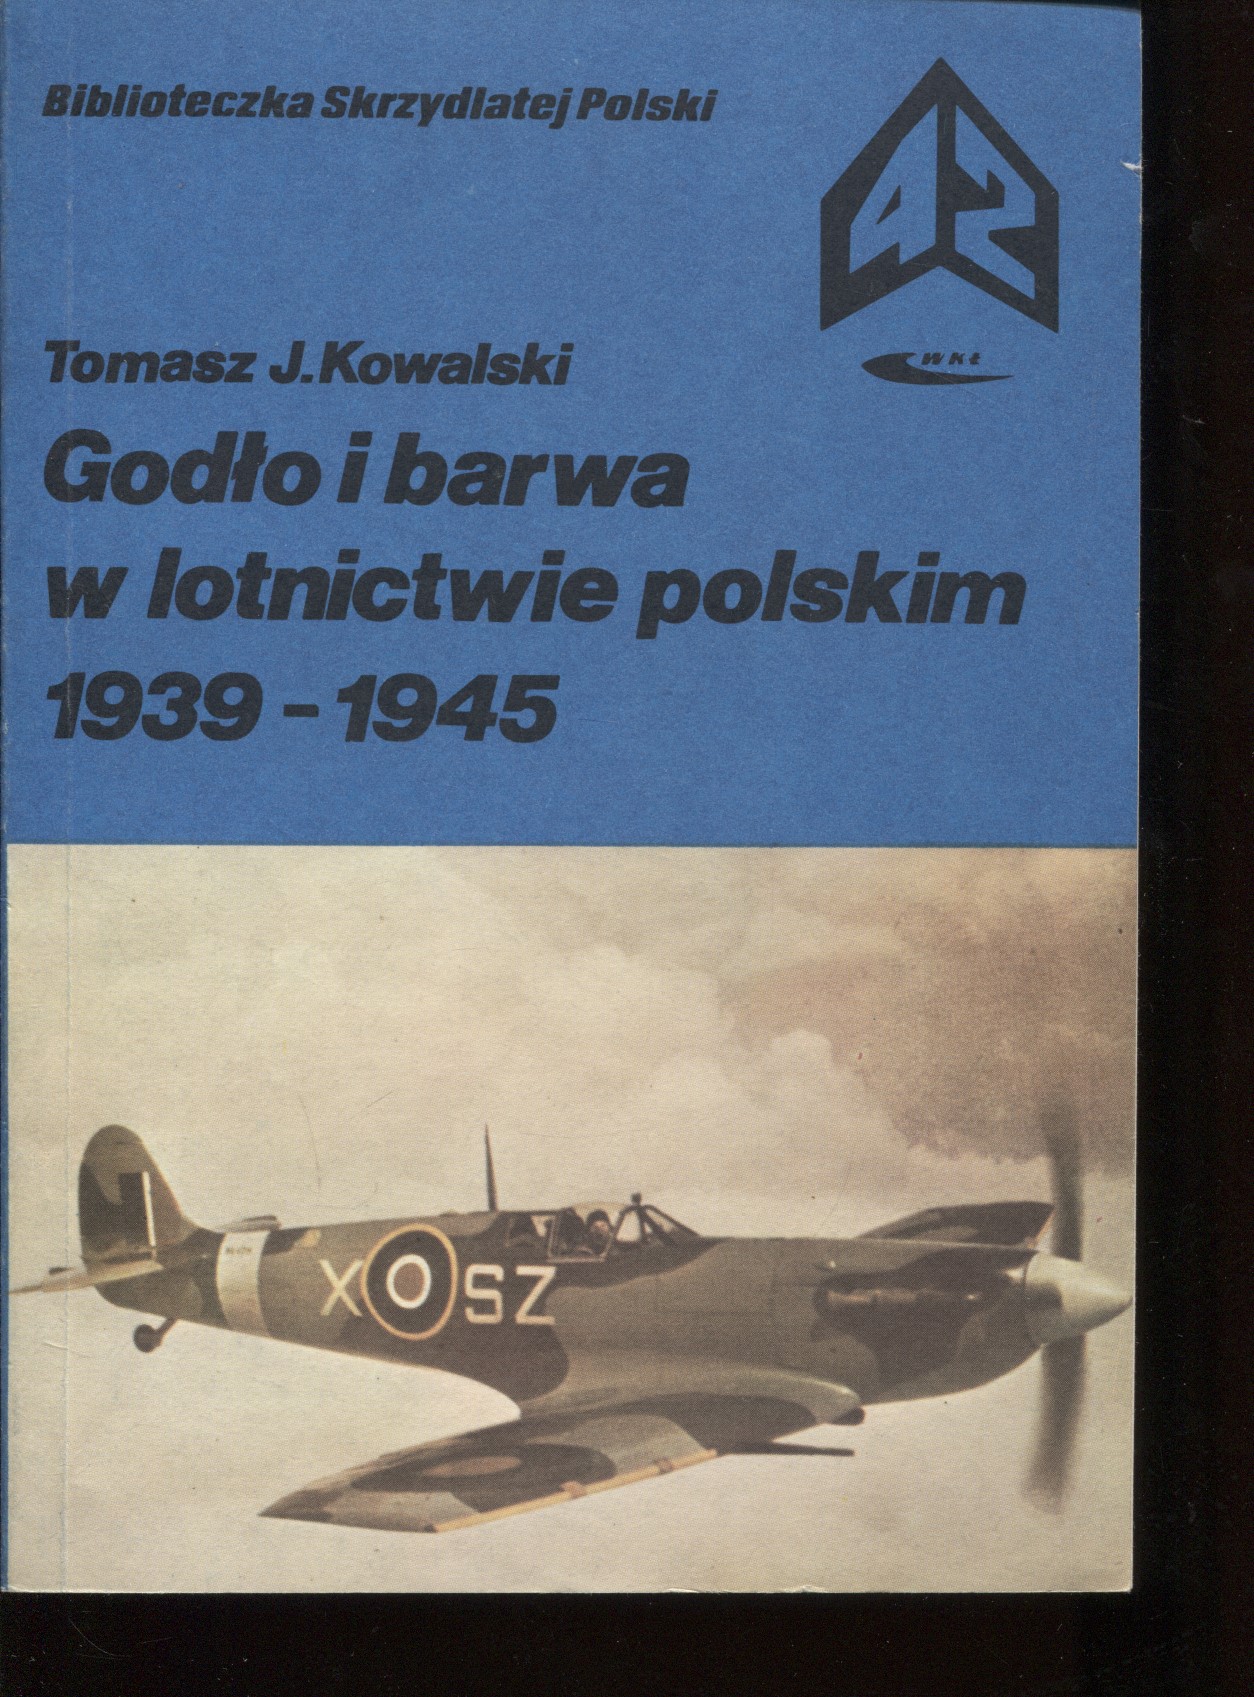 Biblioteczka Skrzydlatej Polski
42
WKŁ
Tomasz J. Kowalski
Godło i barwa
w lotnictwie polskim
1939 - 1945
X SZ